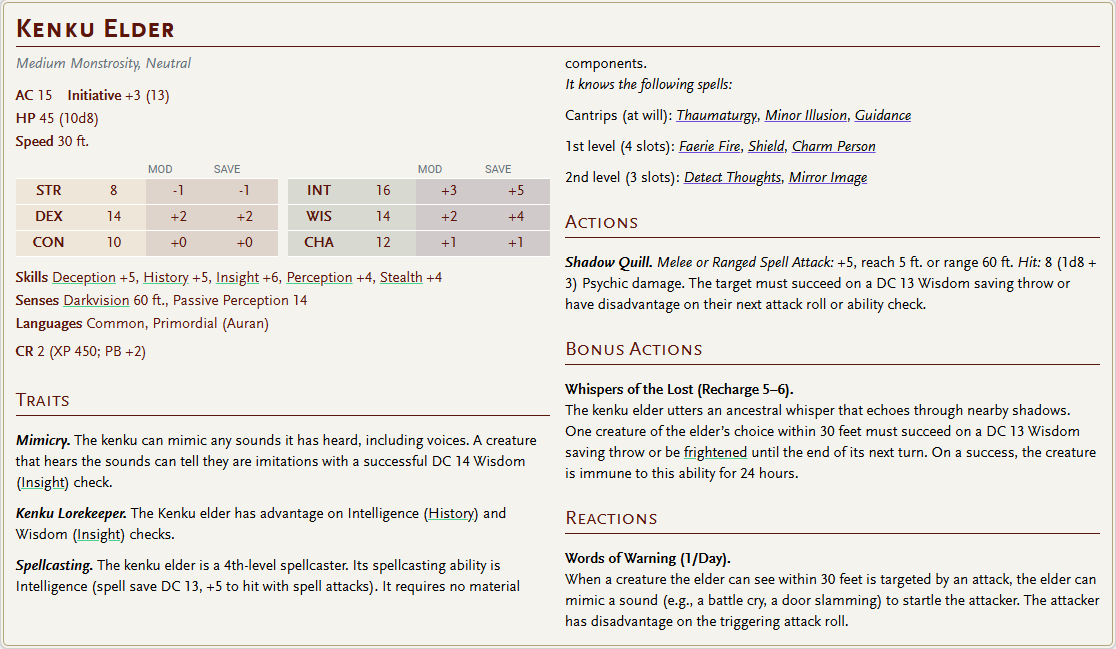 Kenku Elder
Medium Monstrosity, Neutral
AC 15 Initiative +3 (13)
HP 45 (10d8)
Speed 30 ft.
MOD SAVE MOD SAVE
STR 8 -1 -1 INT 16 +3 +5
DEX 14 +2 +2 WIS 14 +2 +4
CON 10 +0 +0 CHA 12 +1 +1
Skills Deception +5, History +5, Insight +6, Perception +4, Stealth +4
Senses Darkvision 60 ft., Passive Perception 14
Languages Common, Primordial (Auran)
CR 2 (XP 450; PB +2)
Traits
Mimicry. The kenku can mimic any sounds it has heard, including voices. A creature
that hears the sounds can tell they are imitations with a successful DC 14 Wisdom
(Insight) check.
Kenku Lorekeeper. The Kenku elder has advantage on Intelligence (History) and
Wisdom (Insight) checks.
Spellcasting. The kenku elder is a 4th-level spellcaster. Its spellcasting ability is
Intelligence (spell save DC 13, +5 to hit with spell attacks). It requires no material
components.
It knows the following spells:
Cantrips (at will): Thaumaturgy, Minor Illusion, Guidance
1st level (4 slots): Faerie Fire, Shield, Charm Person
2nd level (3 slots): Detect Thoughts, Mirror Image
Actions
Shadow Quill. Melee or Ranged Spell Attack: +5, reach 5 ft. or range 60 ft. Hit: 8 (1d8 +
3) Psychic damage. The target must succeed on a DC 13 Wisdom saving throw or
have disadvantage on their next attack roll or ability check.
Bonus Actions
Whispers of the Lost (Recharge 5–6).
The kenku elder utters an ancestral whisper that echoes through nearby shadows.
One creature of the elder's choice within 30 feet must succeed on a DC 13 Wisdom
saving throw or be frightened until the end of its next turn. On a success, the creature
is immune to this ability for 24 hours.
Reactions
Words of Warning (1/Day).
When a creature the elder can see within 30 feet is targeted by an attack, the elder can
mimic a sound (e.g., a battle cry, a door slamming) to startle the attacker. The attacker
has disadvantage on the triggering attack roll.